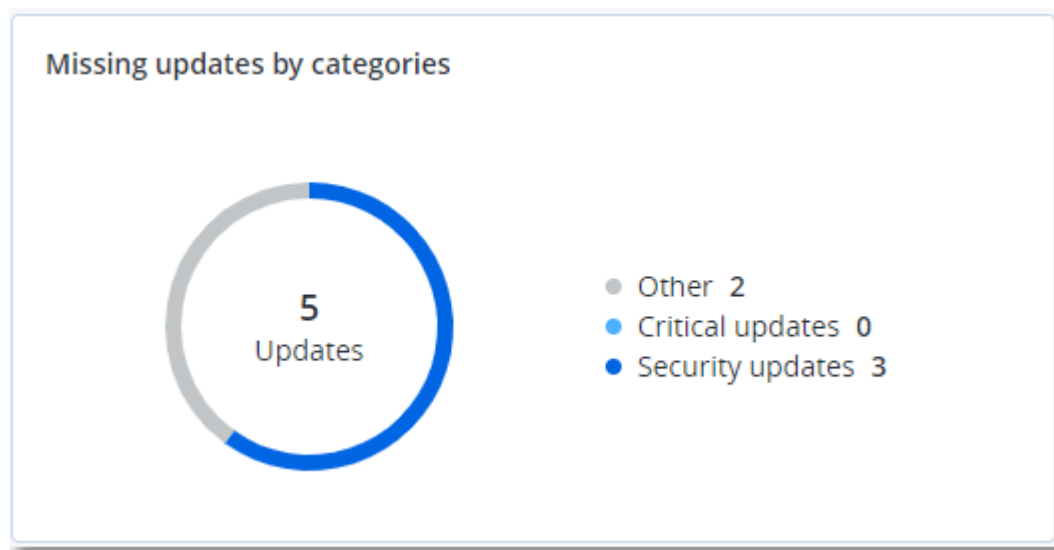 Missing updates by categories
5
Updates
Other 2
Critical updates 0
Security updates 3